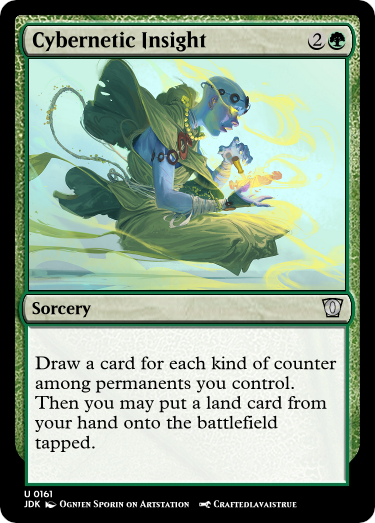 Cybernetic Insight 2
Sorcery
Draw a card for each kind of counter
among permanents you control.
Then you may put a land card from
your hand onto the battlefield
tapped.
U 0161
JDK Ognien Sporin on Artstation Craftedlavaistrue